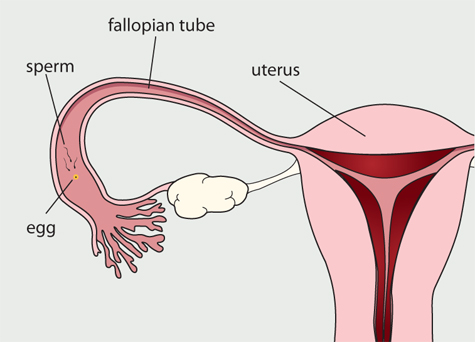 fallopian tube
sperm
uterus
egg